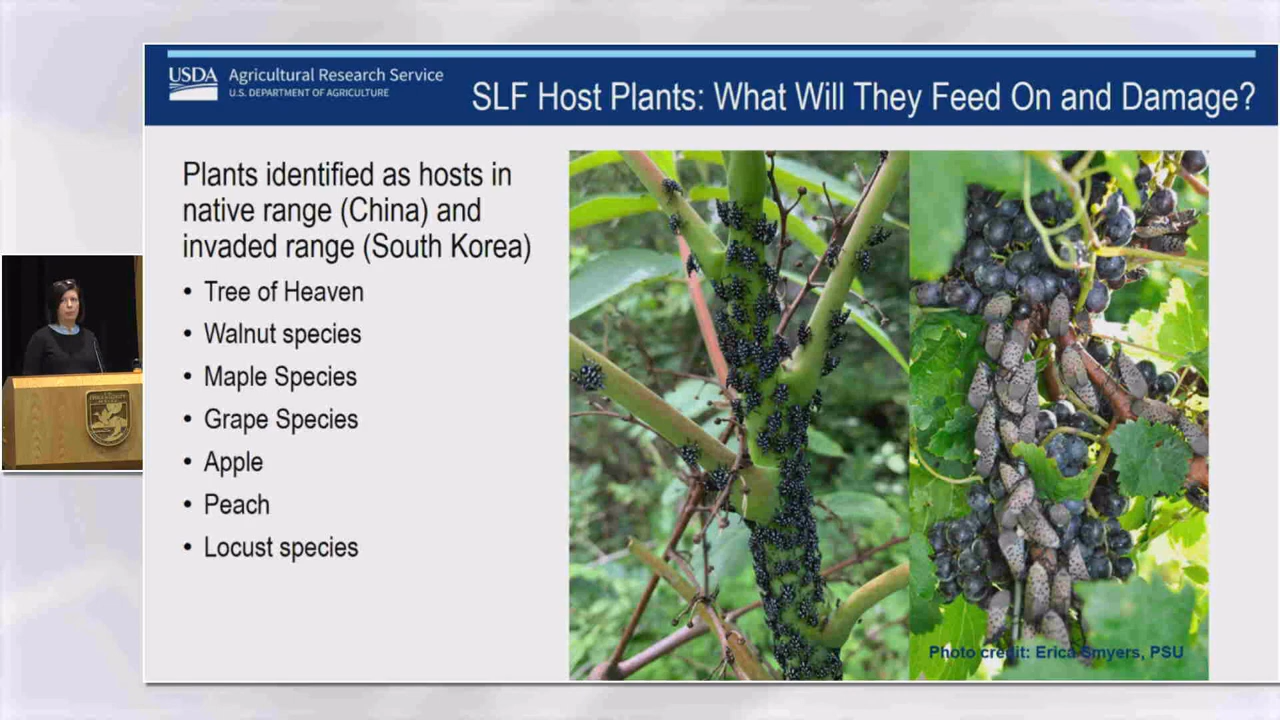 USDA Agricultural Research Service
U.S. DEPARTMENT OF AGRICULTURE
SLF Host Plants: What Will They Feed On and Damage?
Plants identified as hosts in
native range (China) and
invaded range (South Korea)
• Tree of Heaven
• Walnut species
• Maple Species
• Grape Species
• Apple
• Peach
• Locust species
Photo credit: Erica Smyers, PSU